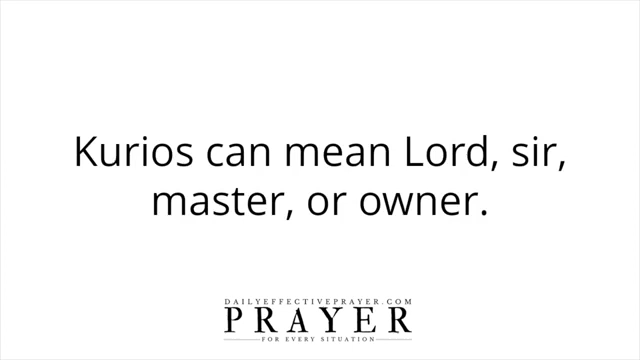 Kurios can mean Lord, sir,
master, or owner.
DAILYEFFECTIVEPRAYER.COM
PRAYER
FOR EVERY SITUATION